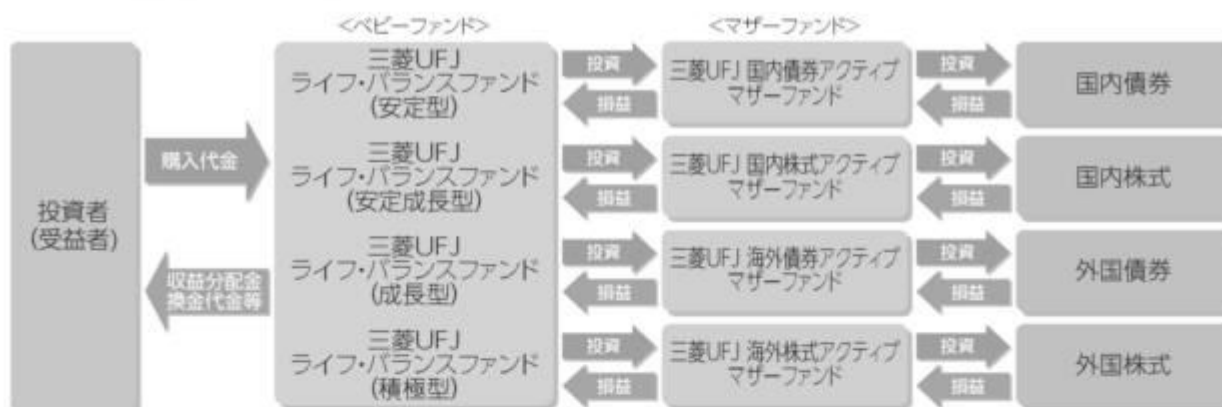 <ベビーファンド>
<マザーファンド>
投資者
(受益者)
購入代金
収益分配金
換金代金等
三菱UFJ
ライフ・バランスファンド
(安定型)
三菱UFJ
ライフ・バランスファンド
(安定成長型)
三菱UFJ
ライフ・バランスファンド
(成長型)
三菱UFJ
ライフ・バランスファンド
(積極型)
投資
損益
投資
損益
投資
損益
投資
損益
三菱UFJ 国内債券アクティブ
マザーファンド
三菱UFJ 国内株式アクティブ
マザーファンド
三菱UFJ 海外債券アクティブ
マザーファンド
三菱UFJ 海外株式アクティブ
マザーファンド
投資
損益
投資
損益
投資
損益
投資
損益
国内債券
国内株式
外国債券
外国株式